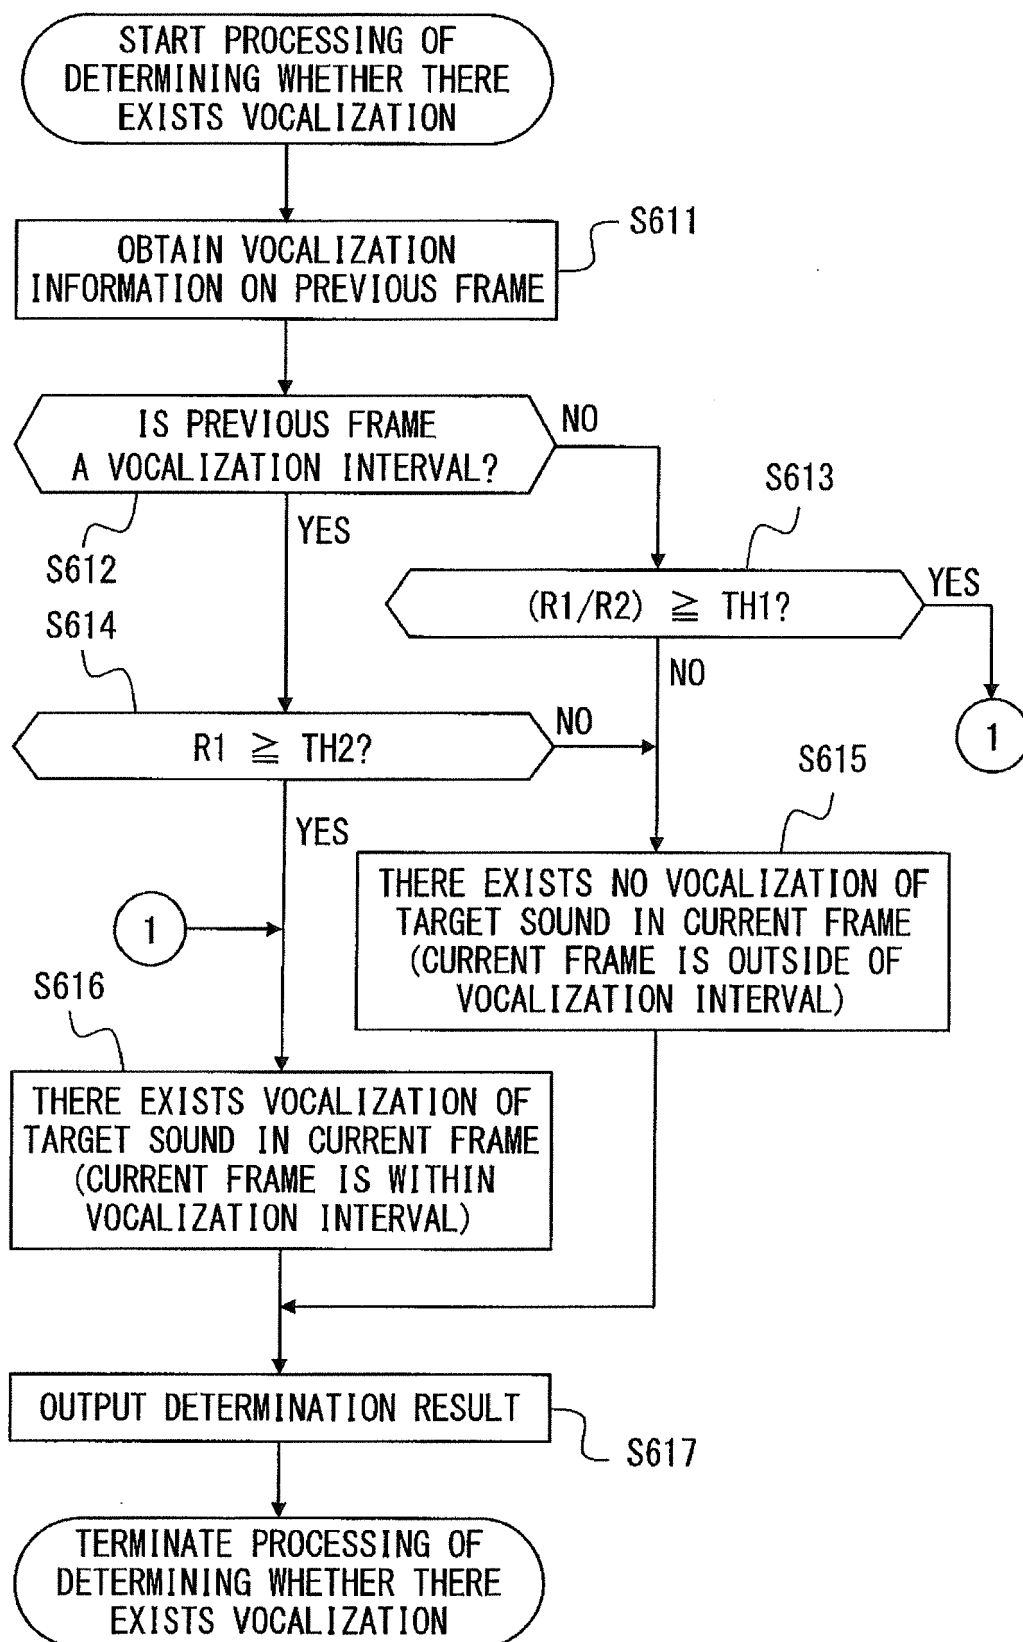 START PROCESSING OF
DETERMINING WHETHER THERE
EXISTS VOCALIZATION
S611
OBTAIN VOCALIZATION
INFORMATION ON PREVIOUS FRAME
IS PREVIOUS FRAME
A VOCALIZATION INTERVAL?
NO
YES
S612
S613
(R1/R2) ≧ TH1?
YES
NO
1
S614
R1 ≧ TH2?
NO
YES
1
S615
THERE EXISTS NO VOCALIZATION OF
TARGET SOUND IN CURRENT FRAME
(CURRENT FRAME IS OUTSIDE OF
VOCALIZATION INTERVAL)
S616
THERE EXISTS VOCALIZATION OF
TARGET SOUND IN CURRENT FRAME
(CURRENT FRAME IS WITHIN
VOCALIZATION INTERVAL)
OUTPUT DETERMINATION RESULT
S617
TERMINATE PROCESSING OF
DETERMINING WHETHER THERE
EXISTS VOCALIZATION